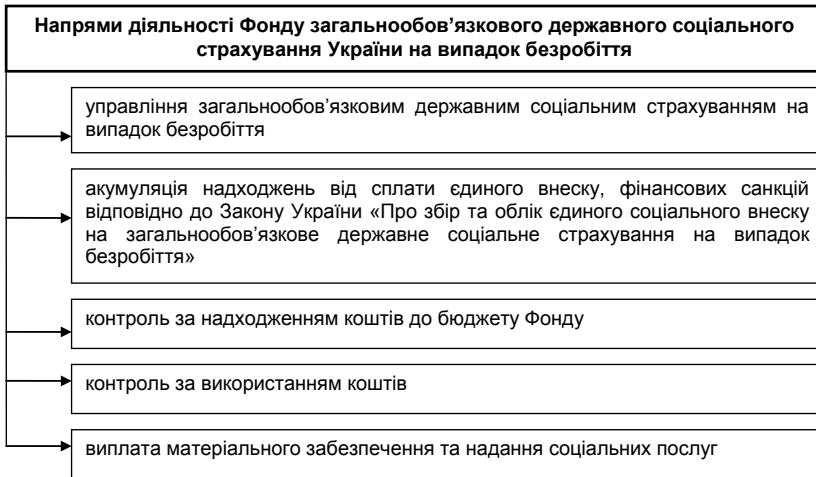 Напрями діяльності Фонду загальнообов’язкового державного соціального
страхування України на випадок безробіття
управління загальнообов’язковим державним соціальним страхуванням на
випадок безробіття
акумуляція надходжень від сплати єдиного внеску, фінансових санкцій
відповідно до Закону України «Про збір та облік єдиного соціального внеску
на загальнообов’язкове державне соціальне страхування на випадок
безробіття»
контроль за надходженням коштів до бюджету Фонду
контроль за використанням коштів
виплата матеріального забезпечення та надання соціальних послуг